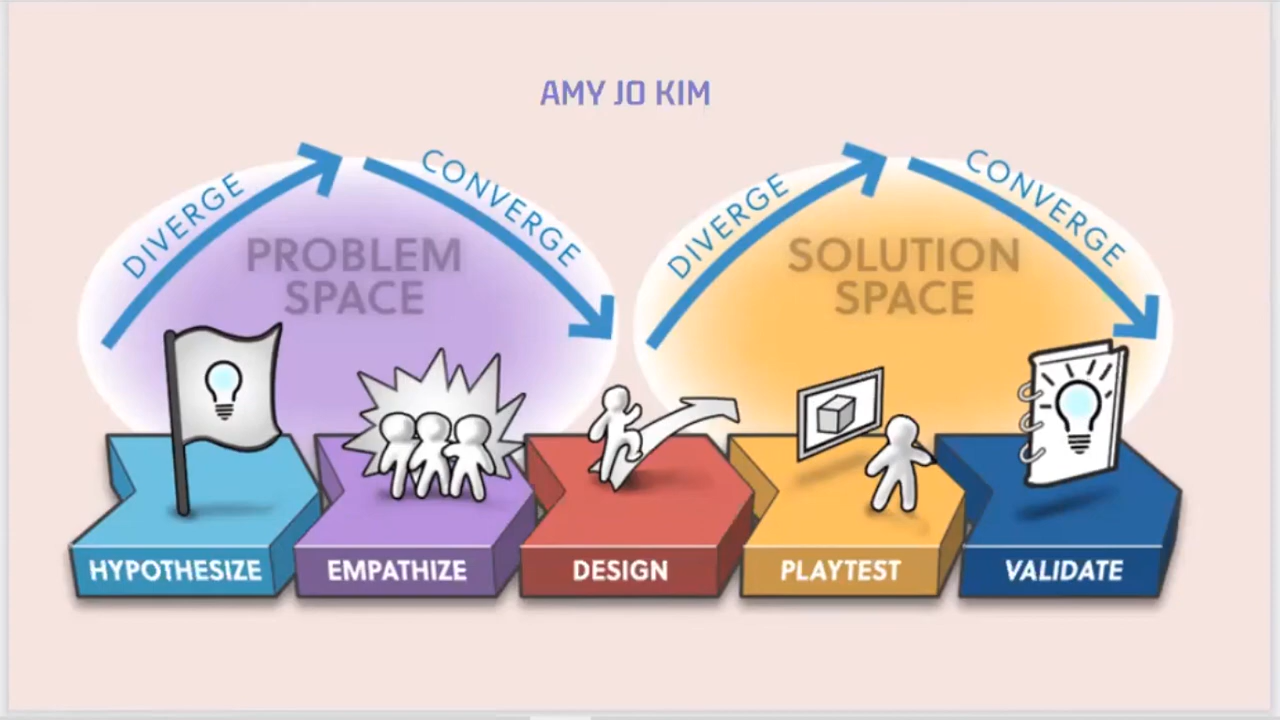 AMY JO KIM
DIVERGE
CONVERGE
PROBLEM
SPACE
DIVERGE
CONVERGE
SOLUTION
SPACE
HYPOTHESIZE
EMPATHIZE
DESIGN
PLAYTEST
VALIDATE